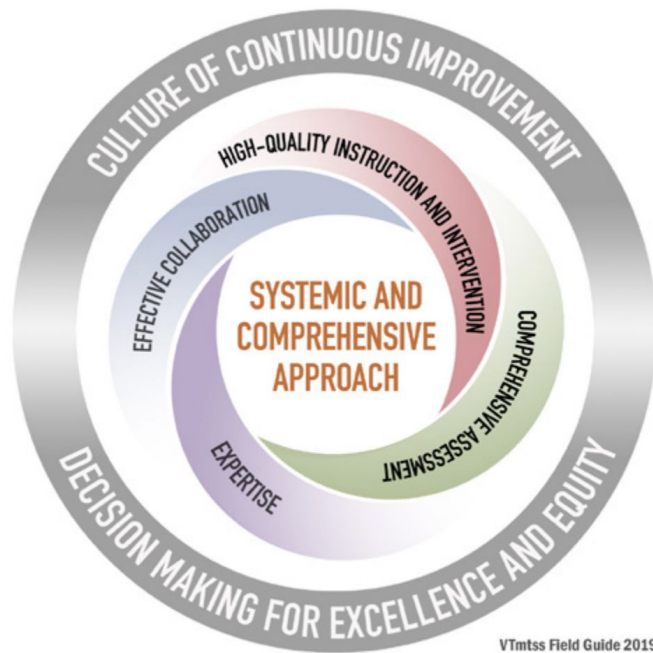 CULTURE OF CONTINUOUS IMPROVEMENT
HIGH-QUALITY INSTRUCTION AND INTERVENTION
EFFECTIVE COLLABORATION
SYSTEMIC AND
COMPREHENSIVE
APPROACH
COMPREHENSIVE ASSESSMENT
EXPERTISE
DECISION MAKING FOR EXCELLENCE AND EQUITY
VTmtss Field Guide 2019